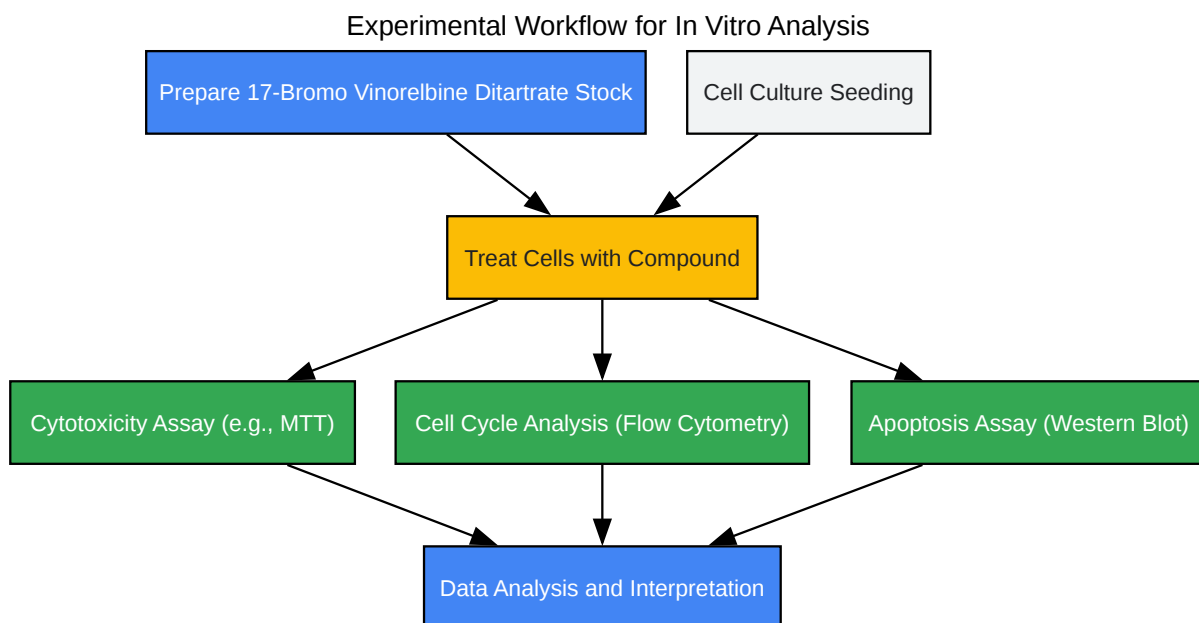 Experimental Workflow for In Vitro Analysis
Prepare 17-Bromo Vinorelbine Ditartrate Stock
Cell Culture Seeding
Treat Cells with Compound
Cytotoxicity Assay (e.g., MTT)
Cell Cycle Analysis (Flow Cytometry)
Apoptosis Assay (Western Blot)
Data Analysis and Interpretation